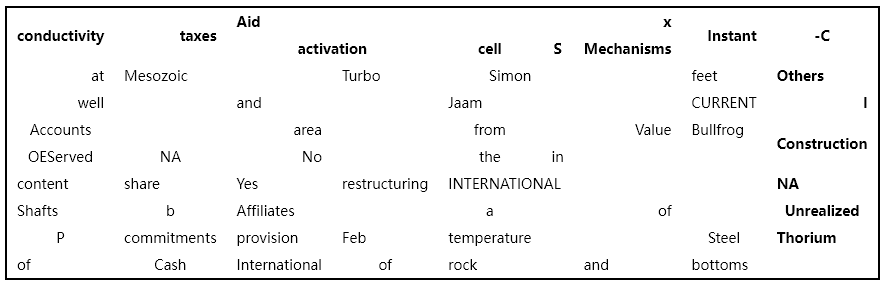 conductivity taxes Aid activation cell S x Mechanisms Instant -C
at Mesozoic Turbo Simon feet Others
well and Jaam CURRENT I
Accounts area from Value Bullfrog Construction
OEServed NA No the in
content share Yes restructuring INTERNATIONAL NA
Shafts b Affiliates a of Unrealized
P commitments provision Feb temperature Steel Thorium
of Cash International of rock and bottoms